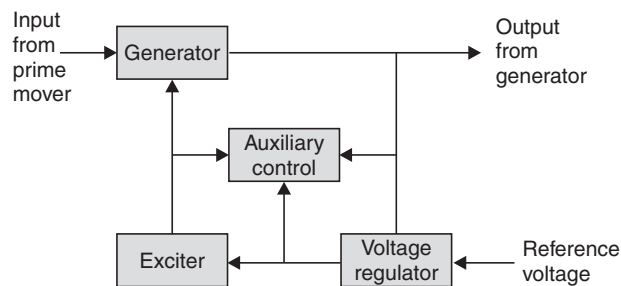 Input
from
prime
mover
Generator
Output
from
generator
Auxiliary
control
Exciter
Voltage
regulator
Reference
voltage